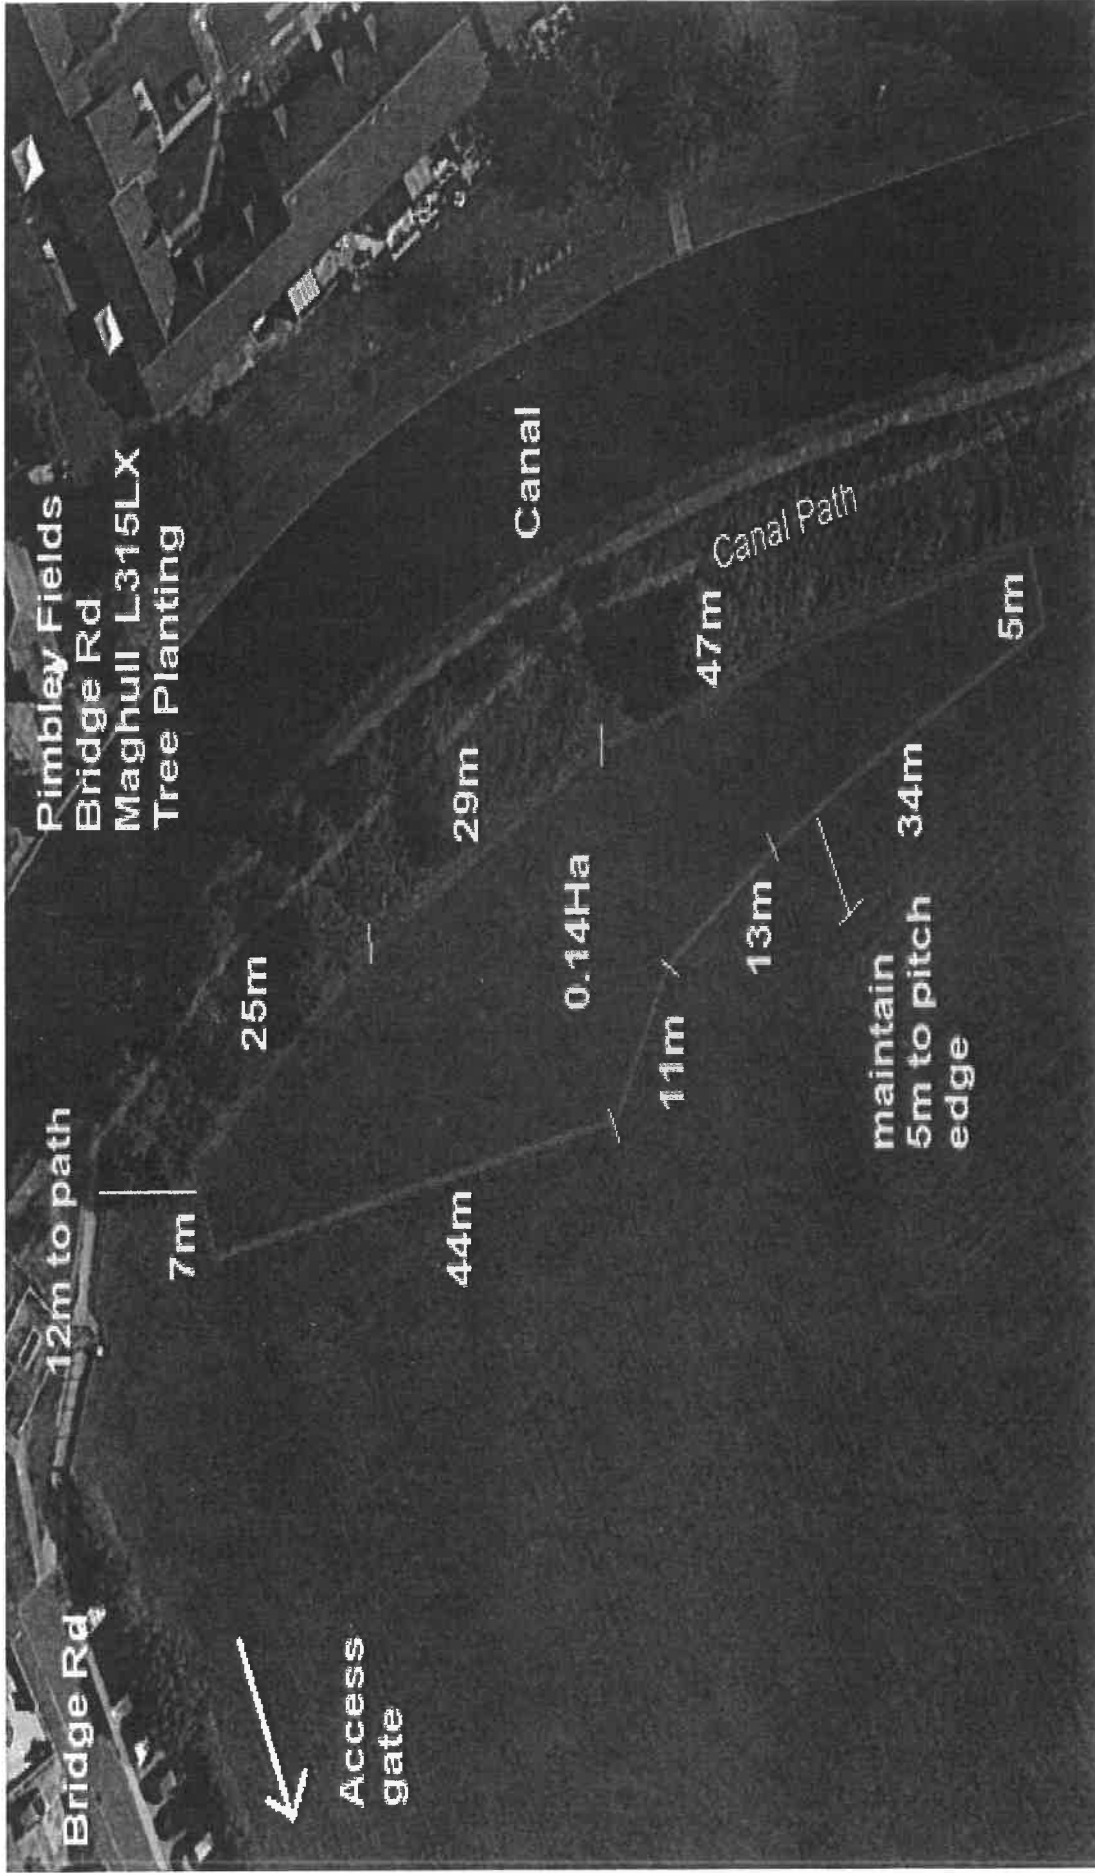 Pimbley Fields
Bridge Rd
Maghull L315LX
Tree Planting
Bridge Rd
12m to path
7m
25m
Canal
29m
Canal Path
47m
Access
gate
44m
0.14Ha
11m
13m
5m
34m
maintain
5m to pitch
edge